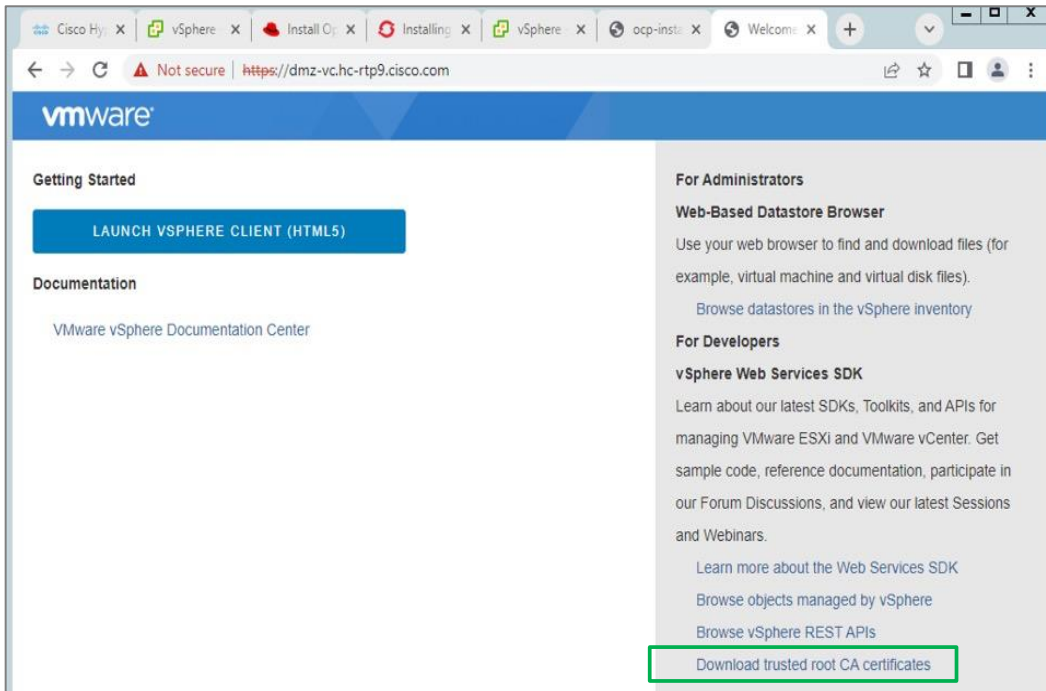 Cisco Hy
vSphere
Install Op
Installing
vSphere
ocp-insta
Welcome
Not secure
https://dmz-vc.hc-rtp9.cisco.com
vmware
Getting Started
LAUNCH VSPHERE CLIENT (HTML5)
Documentation
VMware vSphere Documentation Center
For Administrators
Web-Based Datastore Browser
Use your web browser to find and download files (for
example, virtual machine and virtual disk files).
Browse datastores in the vSphere inventory
For Developers
vSphere Web Services SDK
Learn about our latest SDKs, Toolkits, and APIs for
managing VMware ESXi and VMware vCenter. Get
sample code, reference documentation, participate in
our Forum Discussions, and view our latest Sessions
and Webinars.
Learn more about the Web Services SDK
Browse objects managed by vSphere
Browse vSphere REST APIs
Download trusted root CA certificates